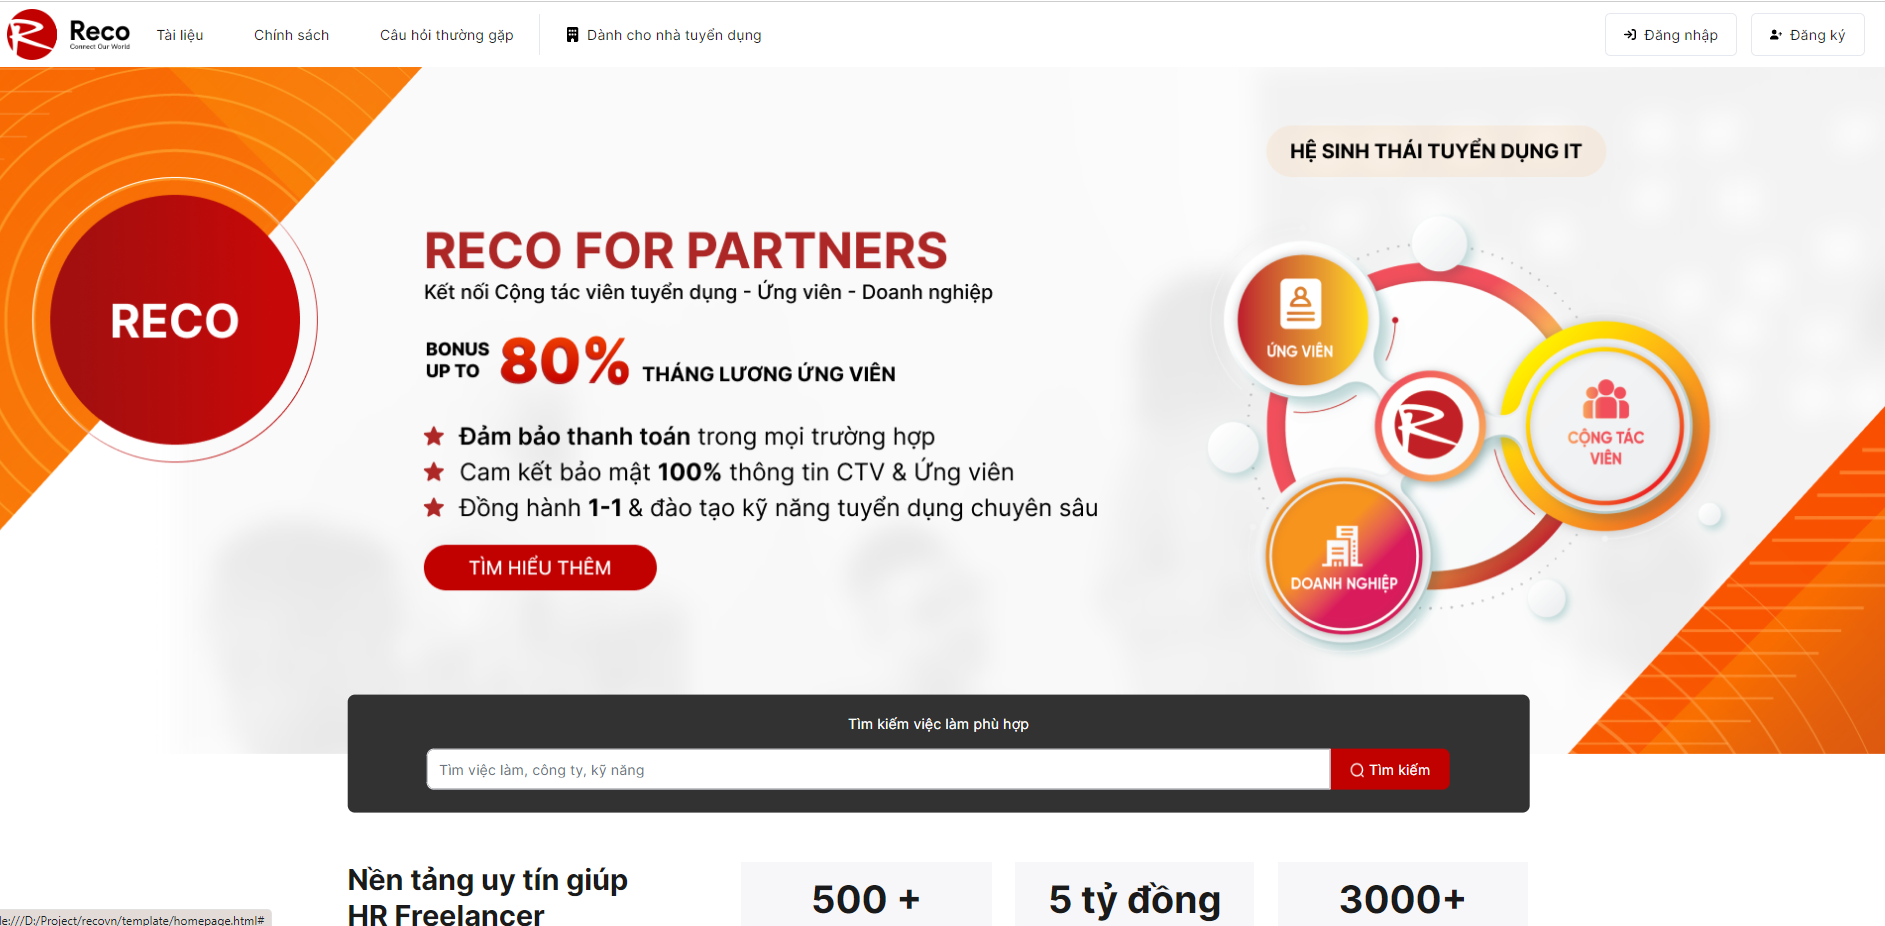 Reco
Connect Our World
Tài liệu
Chính sách
Câu hỏi thường gặp
Dành cho nhà tuyển dụng
Đăng nhập
Đăng ký
HỆ SINH THÁI TUYỂN DỤNG IT
RECO
RECO FOR PARTNERS
Kết nối Cộng tác viên tuyển dụng - Ứng viên - Doanh nghiệp
BONUS
UP TO
80%
THÁNG LƯƠNG ỨNG VIÊN
Đảm bảo thanh toán trong mọi trường hợp
Cam kết bảo mật 100% thông tin CTV & Ứng viên
Đồng hành 1-1 & đào tạo kỹ năng tuyển dụng chuyên sâu
TÌM HIỂU THÊM
ỨNG VIÊN
CỘNG TÁC
VIÊN
DOANH NGHIỆP
Tìm kiếm việc làm phù hợp
Tìm việc làm, công ty, kỹ năng
Tìm kiếm
Nền tảng uy tín giúp
HR Freelancer
500 +
5 tỷ đồng
3000+
le:///D:/Project/recovn/template/homepage.html#